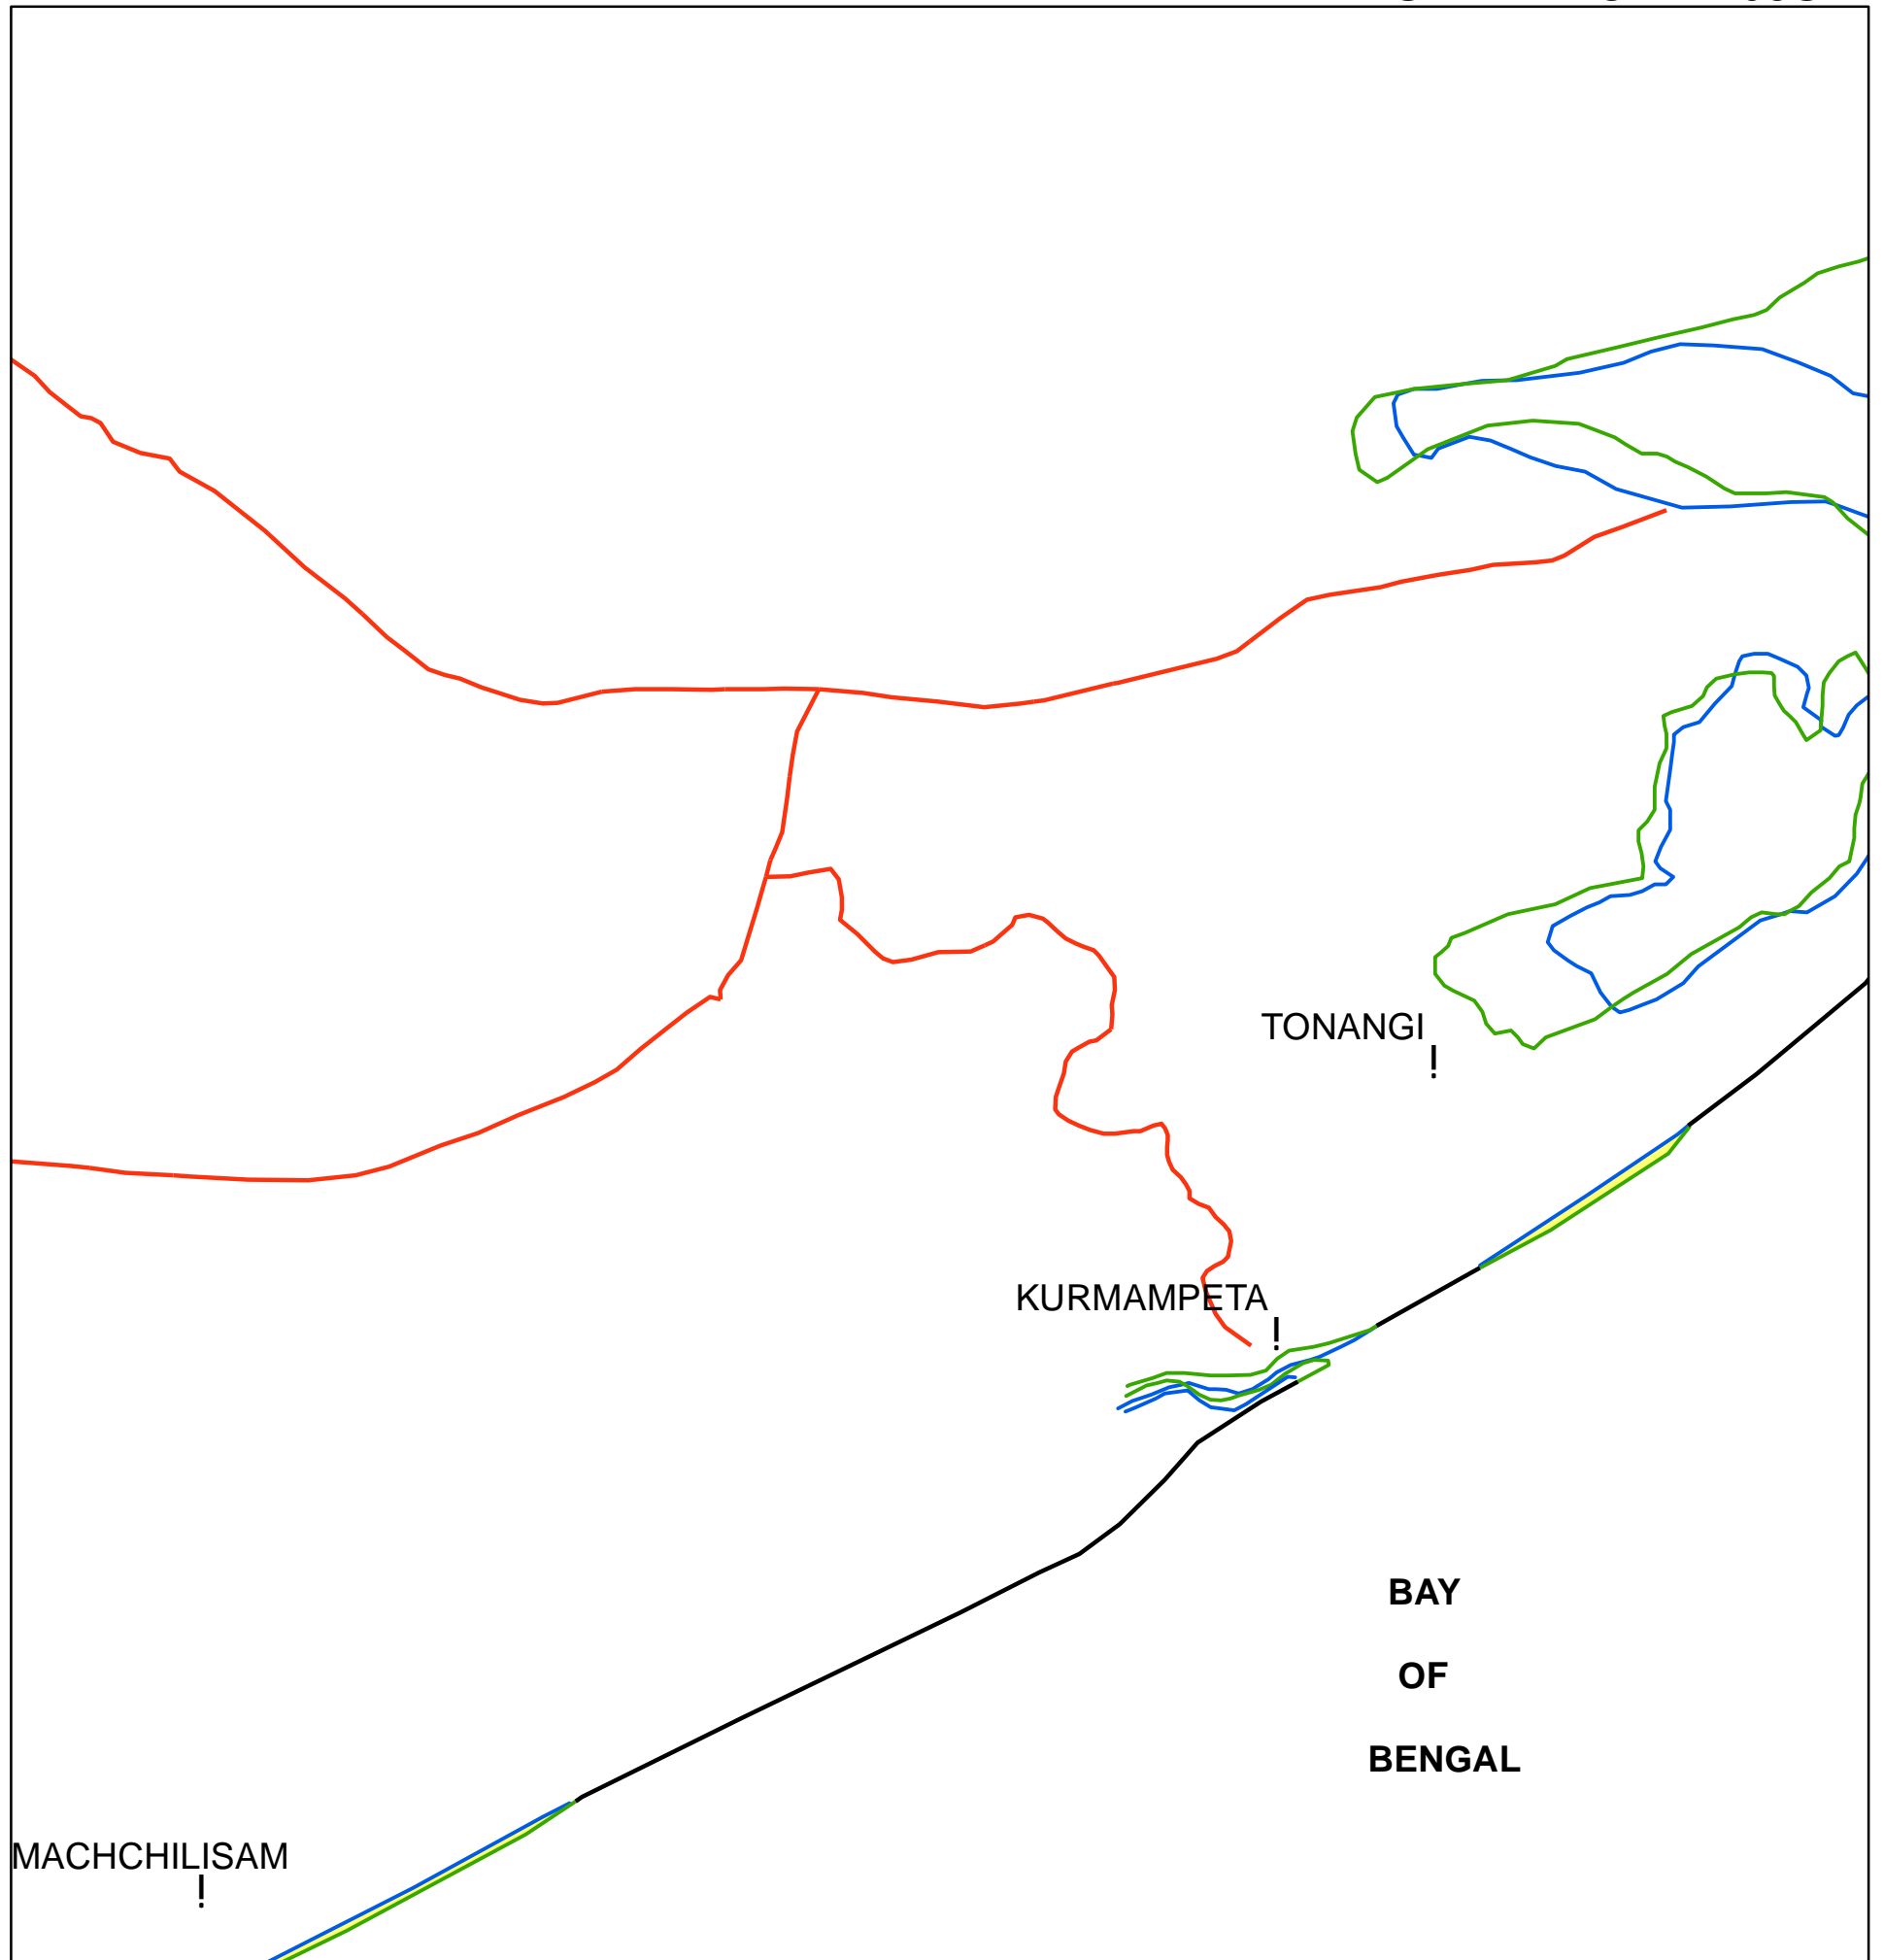 TONANGI
!
KURMAMPETA
!
BAY
OF
BENGAL
MACHCHILISAM
!